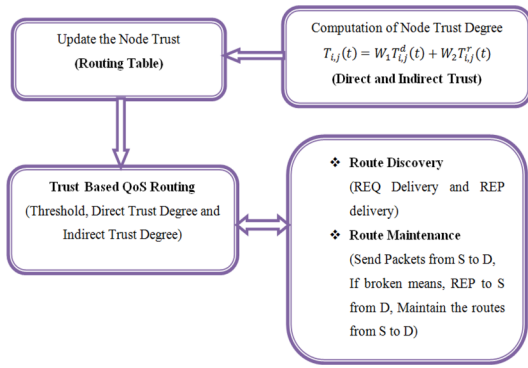 Update the Node Trust
(Routing Table)
Computation of Node Trust Degree
T_{i,j}(t) = W_1T^d_{i,j}(t) + W_2T^r_{i,j}(t)
(Direct and Indirect Trust)
Trust Based QoS Routing
(Threshold, Direct Trust Degree and
Indirect Trust Degree)
❖ Route Discovery
(REQ Delivery and REP
delivery)
❖ Route Maintenance
(Send Packets from S to D,
If broken means, REP to S
from D, Maintain the routes
from S to D)